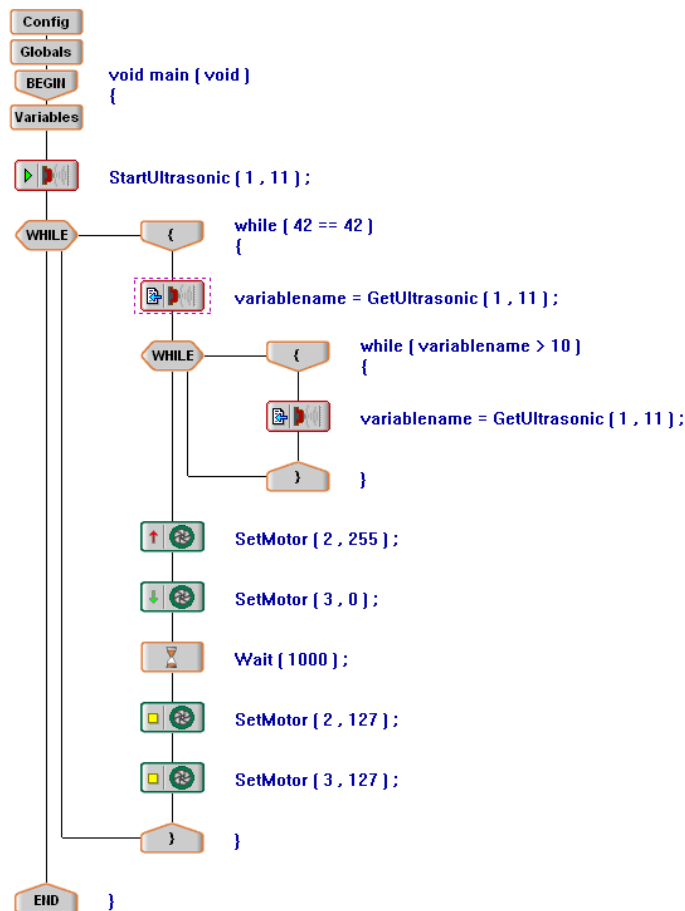 Config
Globals
BEGIN void main ( void )
{
Variables
StartUltrasonic ( 1 , 11 ) ;
WHILE { while ( 42 == 42 )
{
variablename = GetUltrasonic ( 1 , 11 ) ;
WHILE { while ( variablename > 10 )
{
variablename = GetUltrasonic ( 1 , 11 ) ;
} }
SetMotor ( 2 , 255 ) ;
SetMotor ( 3 , 0 ) ;
Wait ( 1000 ) ;
SetMotor ( 2 , 127 ) ;
SetMotor ( 3 , 127 ) ;
} }
END }